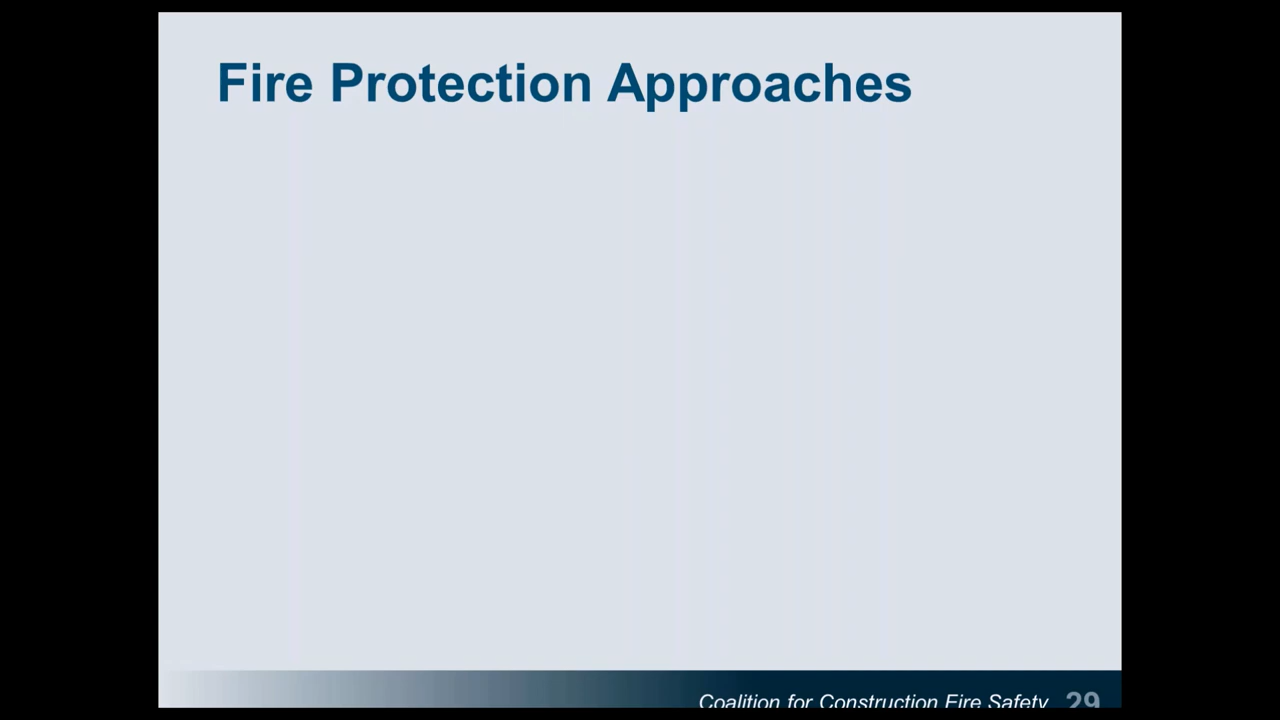 Fire Protection Approaches
Coalition for Construction Fire Safety 29